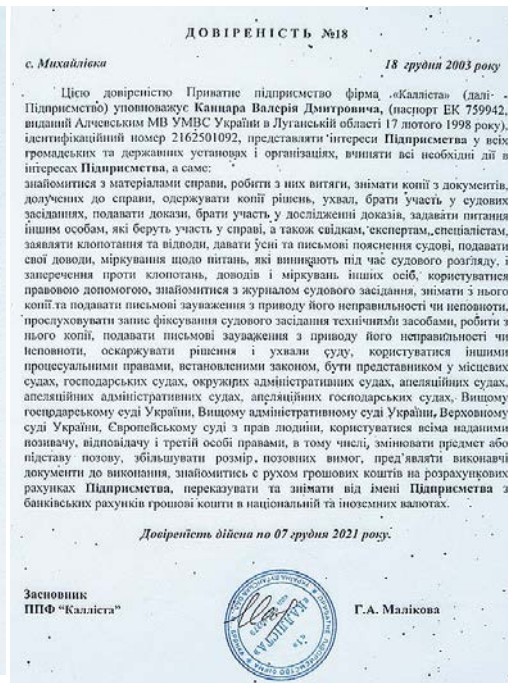 ДОВІРЕНІСТЬ №18
с. Михайлівка 18 грудня 2003 року
Цією довіреністю Приватне підприємство фірма „Калліста” (далі -
Підприємство) уповноважує Канцара Валерія Дмитровича, (паспорт ЕК 759942,
виданий Алчевським МВ УМВС України в Луганській області 17 лютого 1998 року),
ідентифікаційний номер 2162501092, представляти інтереси Підприємства у всіх
громадських та державних установах і організаціях, вчиняти всі необхідні дії в
інтересах Підприємства, а саме:
знайомитися з матеріалами справи, робити з них витяги, знімати копії з документів,
долучених до справи, одержувати копії рішень, ухвал, брати участь у судових
засіданнях, подавати докази, брати участь у дослідженні доказів, задавати питання
іншим особам, які беруть участь у справі, а також свідкам, експертам, спеціалістам,
заявляти клопотання та відводи, давати усні та письмові пояснення судові, подавати
свої доводи, міркування щодо питань, які виникають під час судового розгляду, і
заперечення проти клопотань, доводів і міркувань інших осіб, користуватися
правовою допомогою, знайомитися з журналом судового засідання, знімати з нього
копії та подавати письмові зауваження з приводу його неправильності чи неповноти,
прослуховувати запис фіксування судового засідання технічними засобами, робити з
нього копії, подавати письмові зауваження з приводу його неправильності чи
неповноти, оскаржувати рішення і ухвали суду, користуватися іншими
процесуальними правами, встановленими законом, бути представником у місцевих
судах, господарських судах, окружних адміністративних судах, апеляційних судах,
апеляційних адміністративних судах, апеляційних господарських судах, Вищому
господарському суді України, Вищому адміністративному суді України, Верховному
суді України, Європейському суді з прав людини, користуватися всіма наданими
позивачу, відповідачу і третій особі правами, в тому числі, змінювати предмет або
підставу позову, збільшувати розмір позовних вимог, пред'являти виконавчі
документи до виконання, знайомитись с рухом грошових коштів на розрахункових
рахунках Підприємства, переказувати та знімати від імені Підприємства з
банківських рахунків грошові кошти в національній та іноземних валютах.
Довіреність дійсна по 07 грудня 2021 року.
Засновник
ППФ “Калліста” Г.А. Малікова
«КАЛЛІСТА»